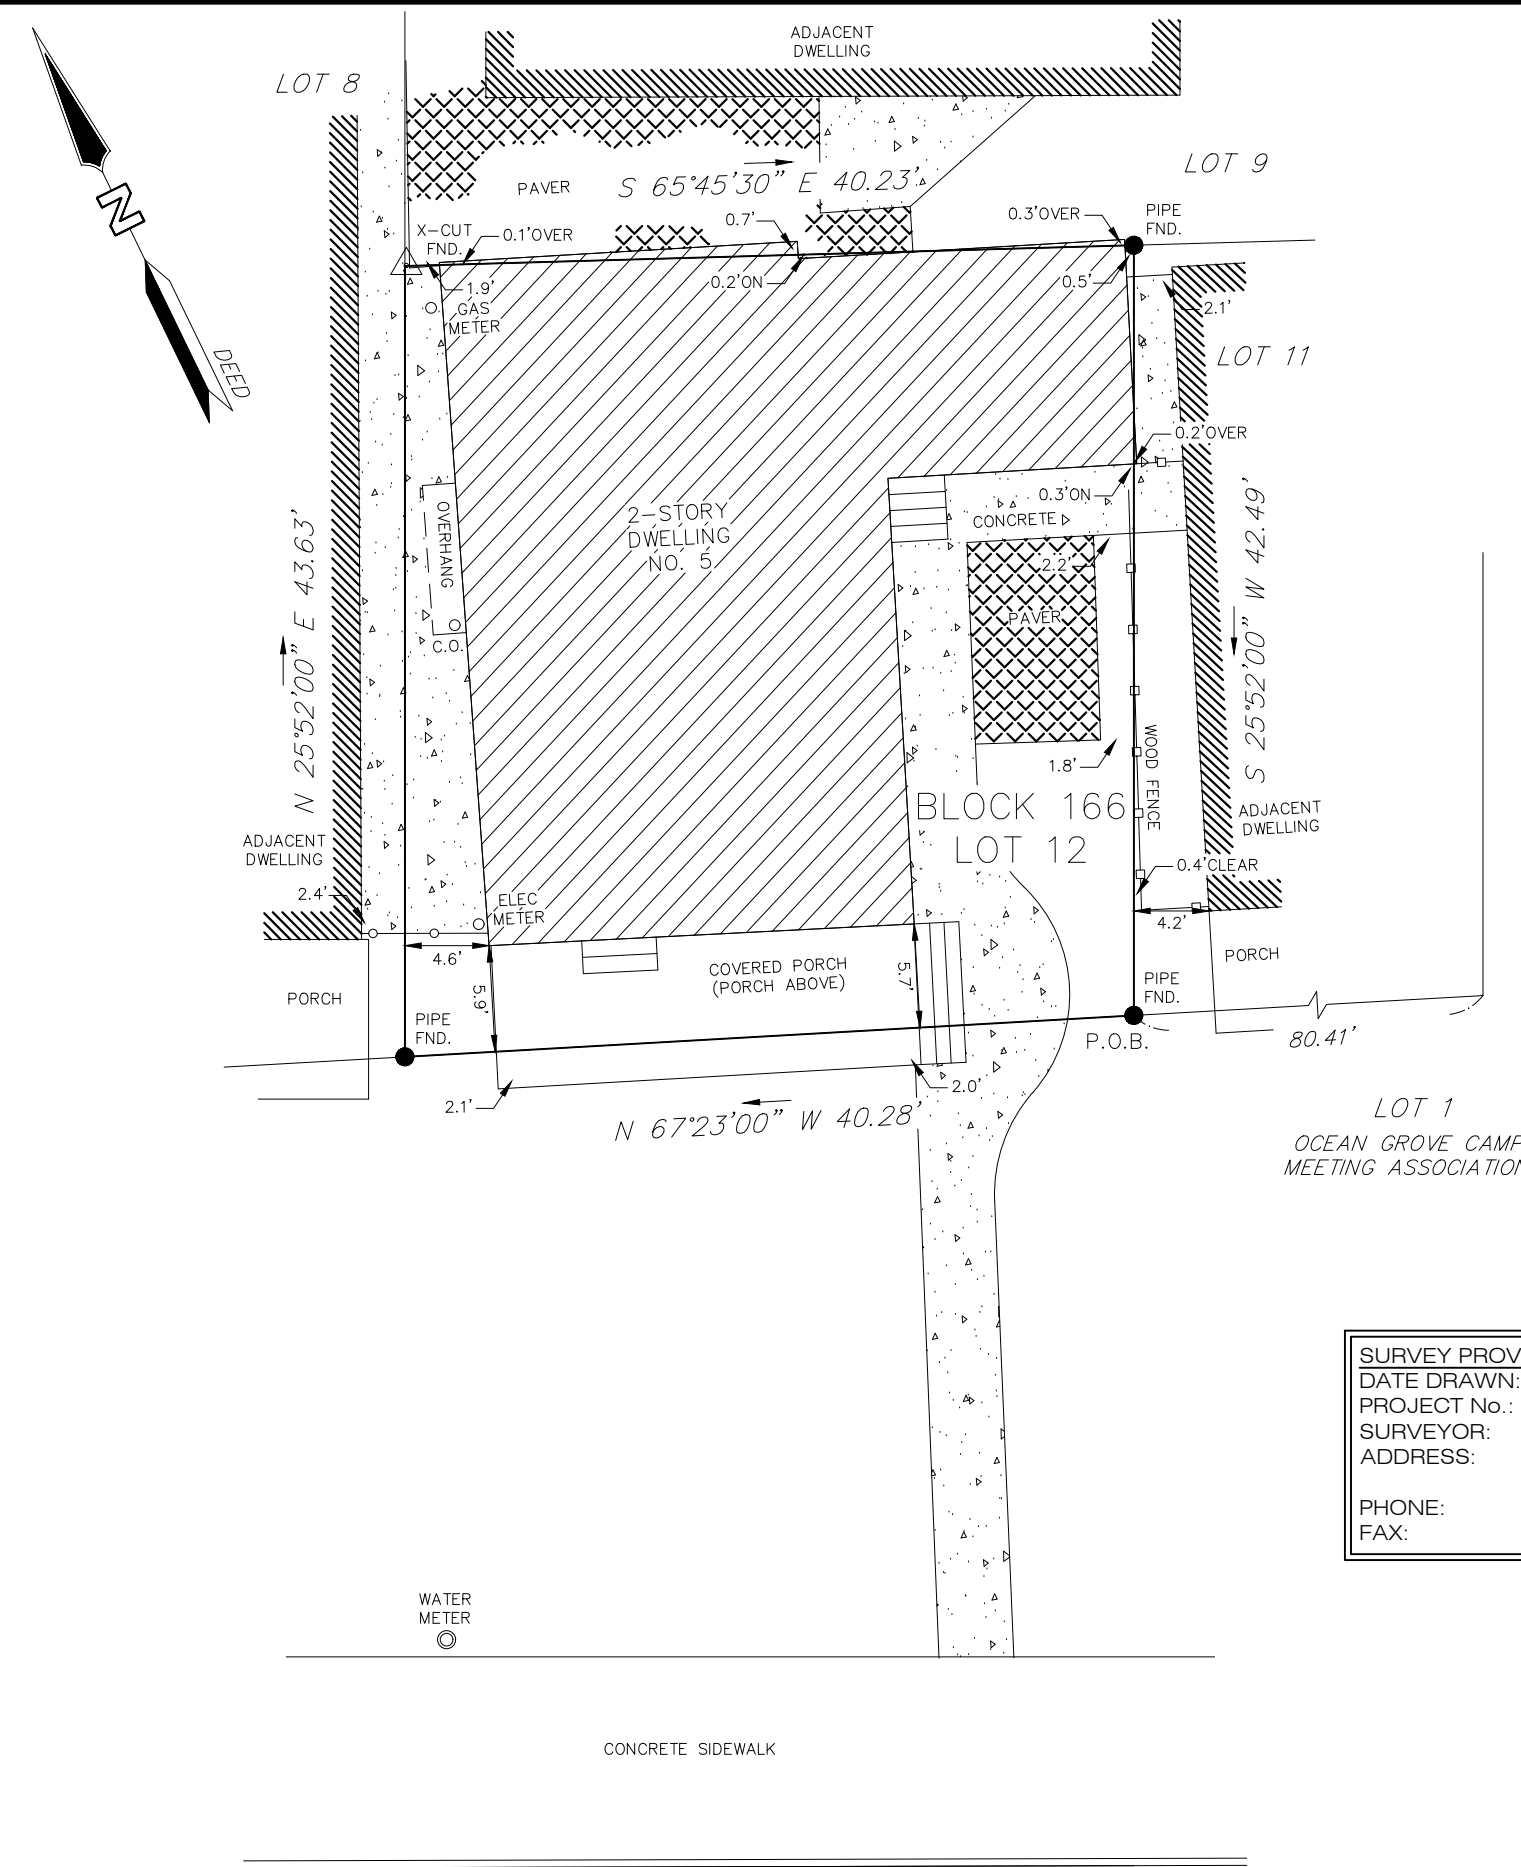 ADJACENT
DWELLING
LOT 8
LOT 9
PAVER
S 65°45'30" E 40.23'
N
DEED
X-CUT
FND.
0.1'OVER
0.7'
0.3'OVER
PIPE
FND.
1.9'
GAS
METER
0.2'ON
0.5'
2.1'
LOT 11
0.2'OVER
0.3'ON
CONCRETE
2-STORY
DWELLING
NO. 5
OVERHANG
C.O.
2.2'
PAVER
N 25°52'00" E 43.63'
S 25°52'00" W 42.49'
WOOD FENCE
1.8'
BLOCK 166
LOT 12
ADJACENT
DWELLING
ADJACENT
DWELLING
0.4'CLEAR
2.4'
ELEC
METER
4.6'
4.2'
PORCH
PORCH
5.9'
COVERED PORCH
(PORCH ABOVE)
5.7'
PIPE
FND.
PIPE
FND.
P.O.B.
80.41'
2.1'
2.0'
N 67°23'00" W 40.28'
LOT 1
OCEAN GROVE CAMP
MEETING ASSOCIATION
SURVEY PROV
DATE DRAWN:
PROJECT No.:
SURVEYOR:
ADDRESS:
PHONE:
FAX:
WATER
METER
CONCRETE SIDEWALK